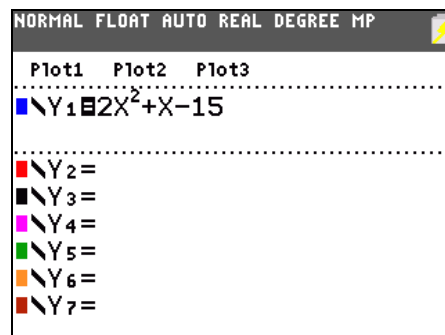 NORMAL FLOAT AUTO REAL DEGREE MP
Plot1 Plot2 Plot3
\Y₁=2X²+X−15
\Y₂=
\Y₃=
\Y₄=
\Y₅=
\Y₆=
\Y₇=